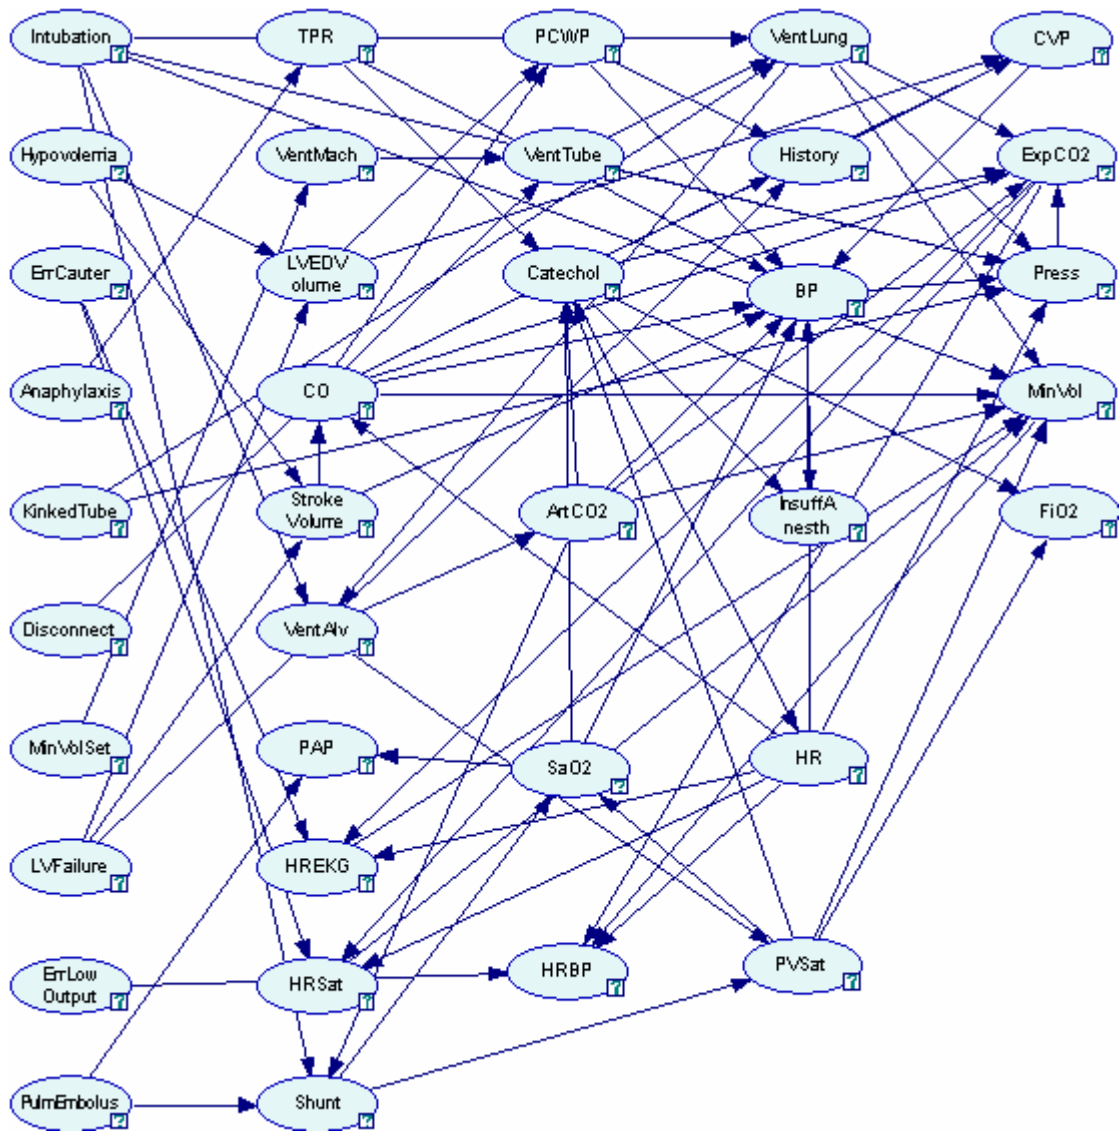 Intubation
TPR
PCWP
VentLung
CVP
Hypovolemia
VentMach
VentTube
History
ExpCO2
ErrCauter
LVEDV
olume
Catechol
BP
Press
Anaphylaxis
CO
MinVol
KinkedTube
Stroke
Volume
ArtCO2
InsuffA
nesth
FiO2
Disconnect
VentAlv
MinVolSet
PAP
SaO2
HR
LVFailure
HREKG
ErrLow
Output
HRSat
HRBP
PVSat
PulmEmbolus
Shunt